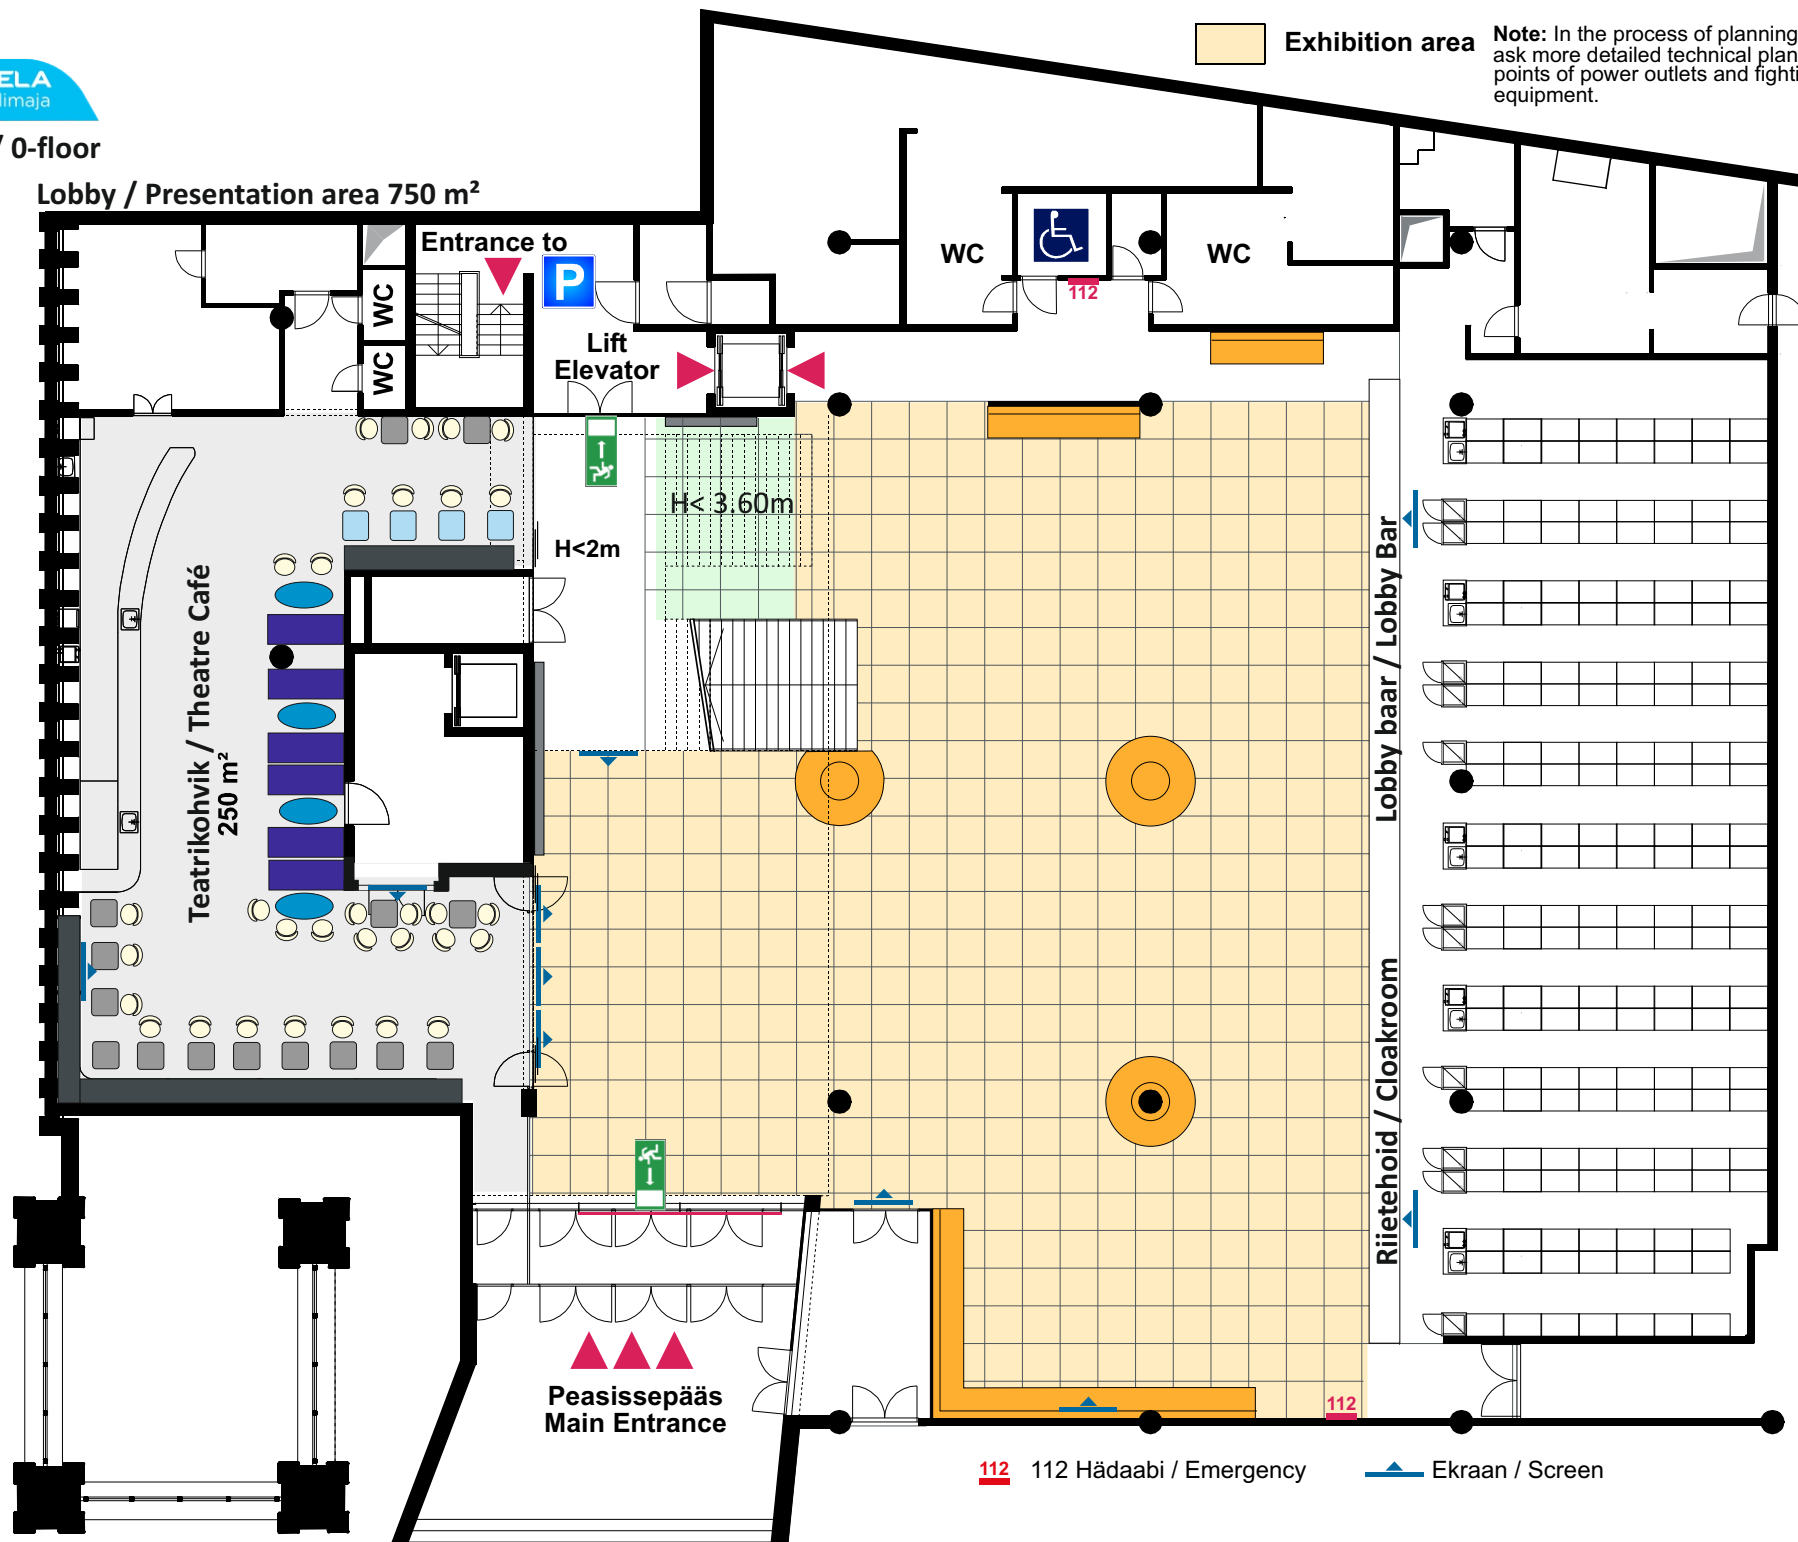 ELA
limaja
/ 0-floor
Lobby / Presentation area 750 m²
Exhibition area
Note: In the process of planning
ask more detailed technical plan
points of power outlets and fighti
equipment.
Entrance to
P
WC
WC
WC
WC
112
Lift
Elevator
H< 3.60m
H<2m
Teatrikohvik / Theatre Café
250 m²
Lobby baar / Lobby Bar
Riietehoid / Cloakroom
Peasissepääs
Main Entrance
112
112 112 Hädaabi / Emergency
Ekraan / Screen